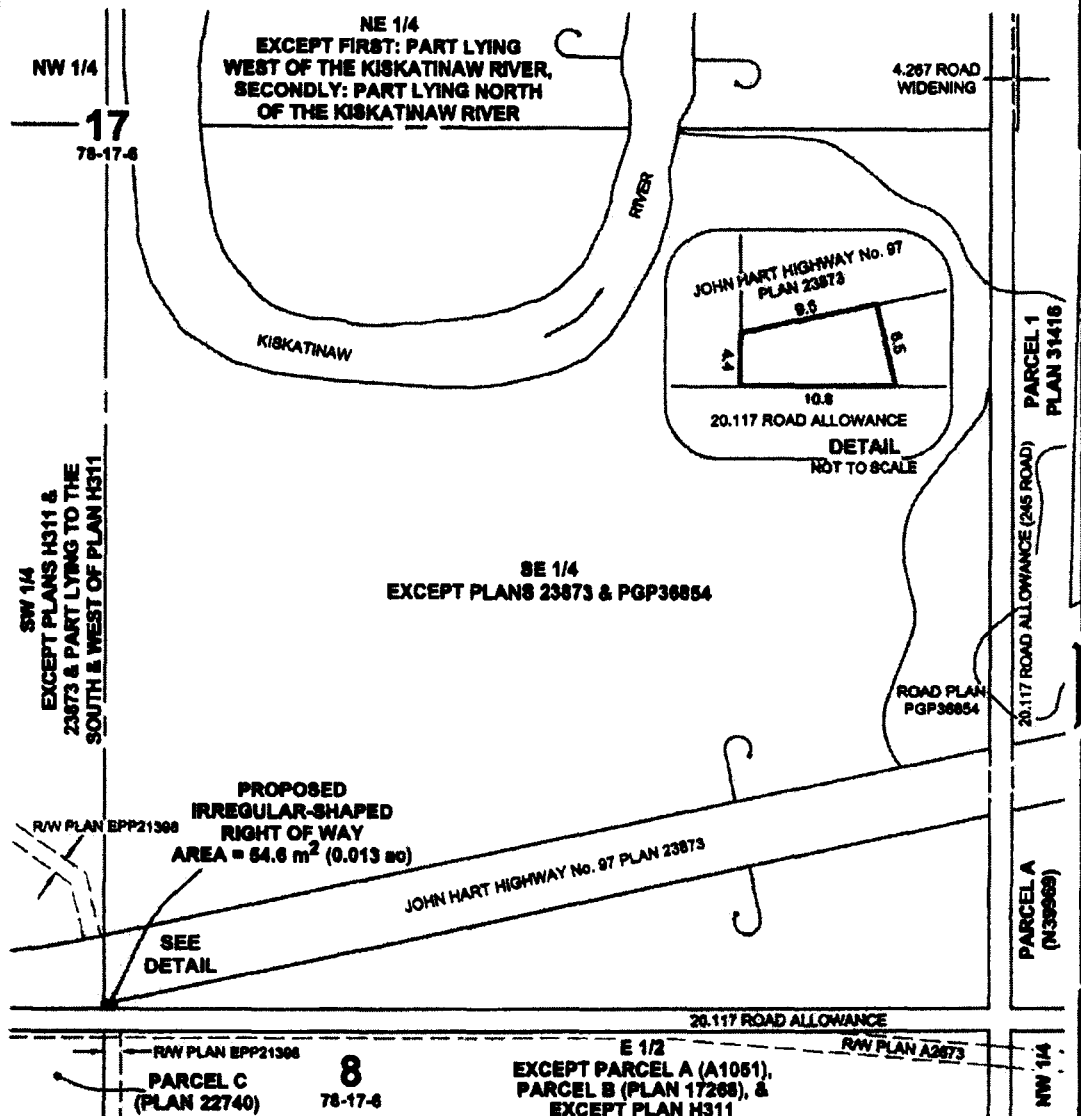 NE 1/4
EXCEPT FIRST: PART LYING
WEST OF THE KISKATINAW RIVER,
SECONDLY: PART LYING NORTH
OF THE KISKATINAW RIVER
NW 1/4
17
78-17-6
4.267 ROAD
WIDENING
RIVER
KISKATINAW
JOHN HART HIGHWAY No. 97
PLAN 23873
9.5
4.4
6.5
10.8
20.117 ROAD ALLOWANCE
DETAIL
NOT TO SCALE
PARCEL 1
PLAN 31416
20.117 ROAD ALLOWANCE (245 ROAD)
SW 1/4
EXCEPT PLANS H311 &
23873 & PART LYING TO THE
SOUTH & WEST OF PLAN H311
SE 1/4
EXCEPT PLANS 23873 & PGP36854
ROAD PLAN
PGP36854
PROPOSED
IRREGULAR-SHAPED
RIGHT OF WAY
AREA = 54.6 m² (0.013 ac)
R/W PLAN EPP21398
JOHN HART HIGHWAY No. 97 PLAN 23873
PARCEL A
(N39969)
SEE
DETAIL
20.117 ROAD ALLOWANCE
R/W PLAN EPP21398
PARCEL C
(PLAN 22740)
8
78-17-6
E 1/2
EXCEPT PARCEL A (A1051),
PARCEL B (PLAN 17268), &
EXCEPT PLAN H311
R/W PLAN A2673
NW 1/4